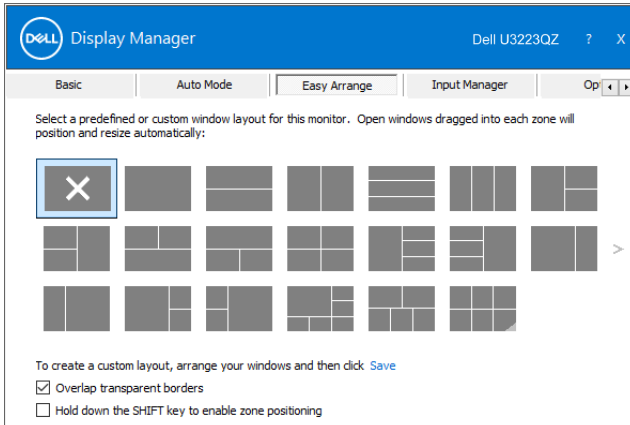 DELL Display Manager Dell U3223QZ ? X
Basic Auto Mode Easy Arrange Input Manager Op
Select a predefined or custom window layout for this monitor. Open windows dragged into each zone will
position and resize automatically:
To create a custom layout, arrange your windows and then click Save
Overlap transparent borders
Hold down the SHIFT key to enable zone positioning